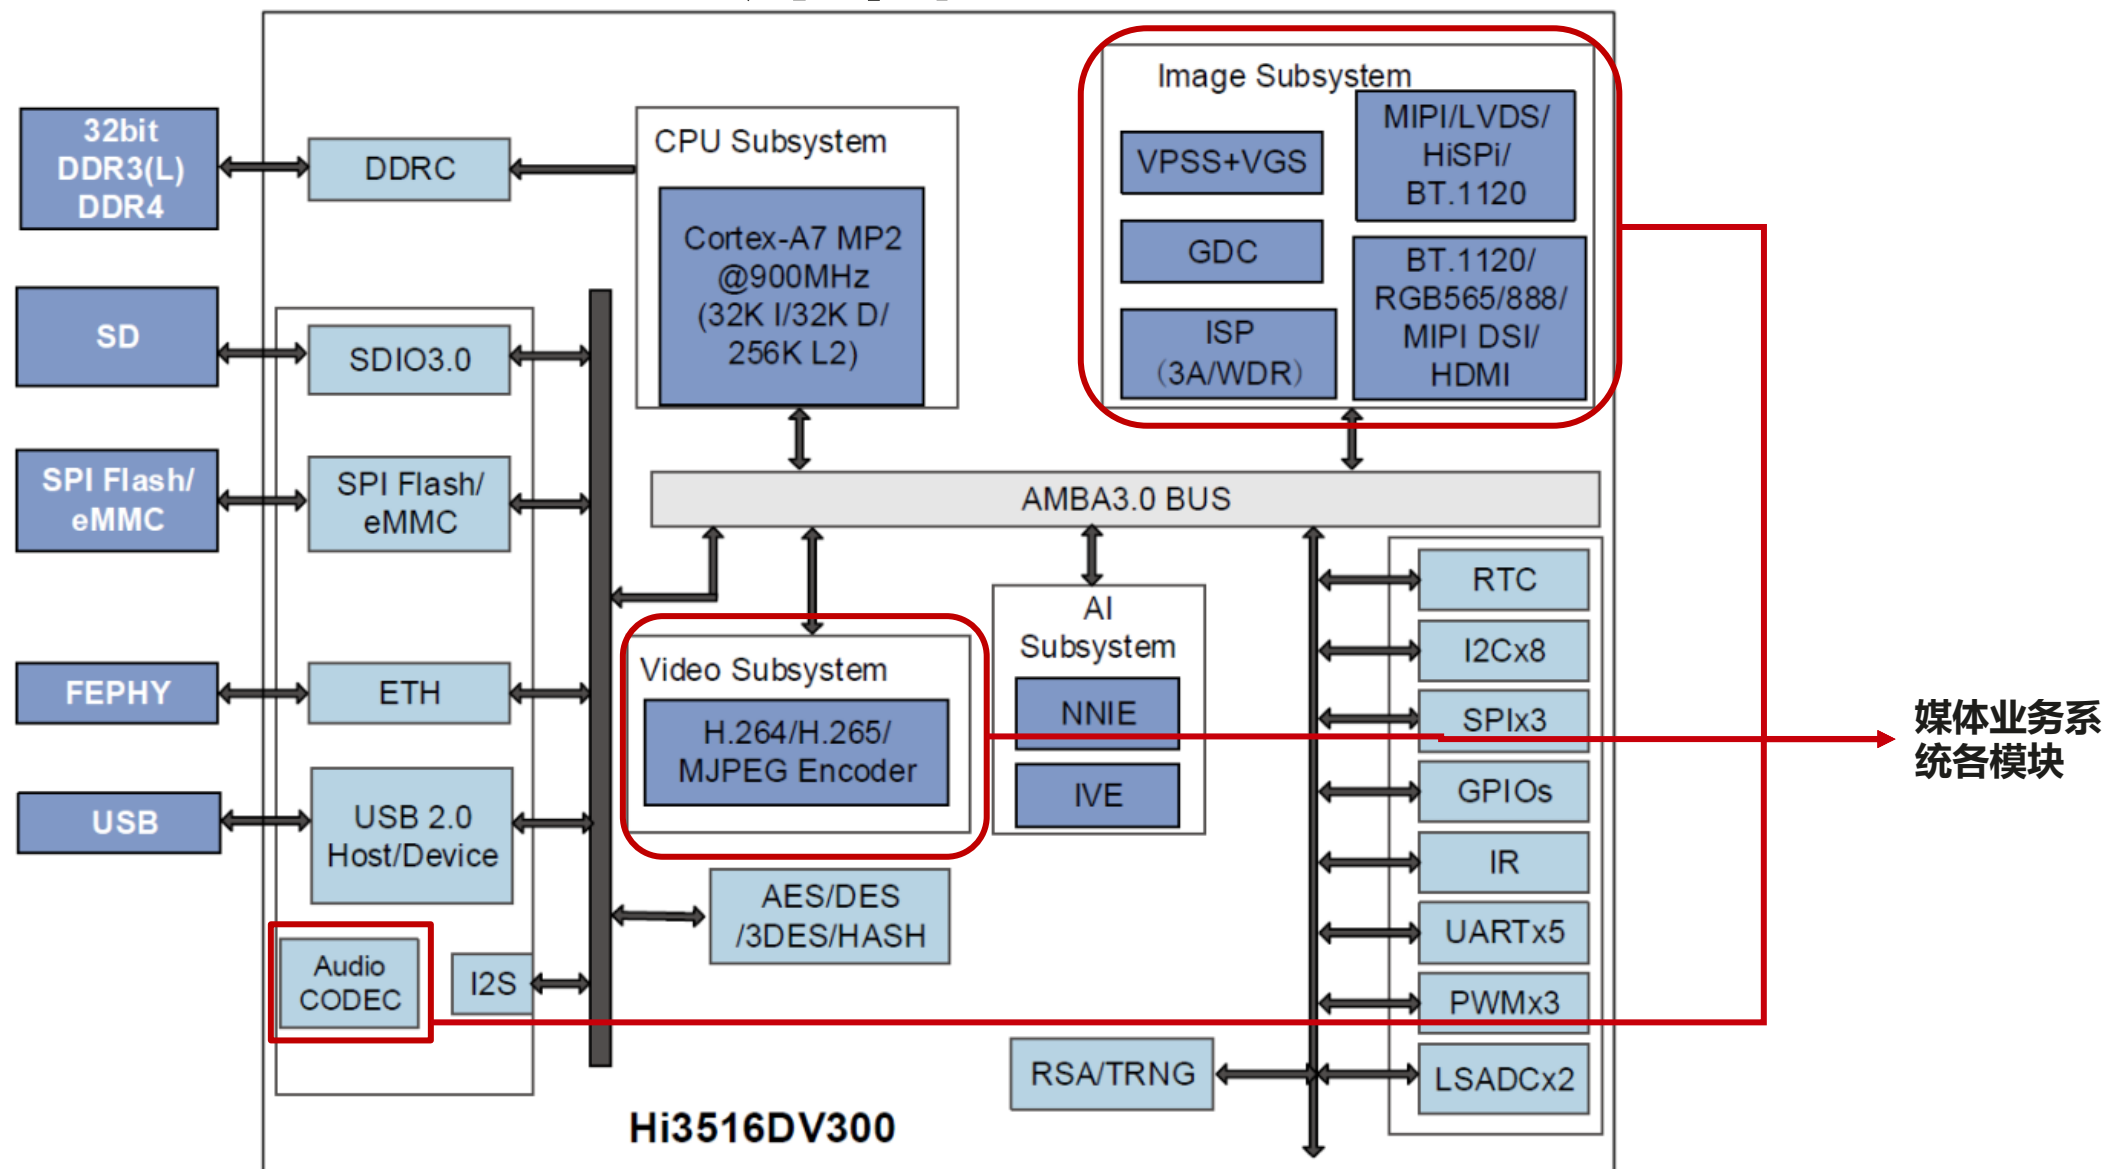 32bit
DDR3(L)
DDR4
DDRC
CPU Subsystem
Cortex-A7 MP2
@900MHz
(32K I/32K D/
256K L2)
Image Subsystem
VPSS+VGS
GDC
ISP
（3A/WDR）
MIPI/LVDS/
HiSPi/
BT.1120
BT.1120/
RGB565/888/
MIPI DSI/
HDMI
SD
SDIO3.0
SPI Flash/
eMMC
SPI Flash/
eMMC
AMBA3.0 BUS
FEPHY
ETH
USB
USB 2.0
Host/Device
Audio
CODEC
I2S
Video Subsystem
H.264/H.265/
MJPEG Encoder
AI
Subsystem
NNIE
IVE
AES/DES
/3DES/HASH
RTC
I2Cx8
SPIx3
GPIOs
IR
UARTx5
PWMx3
LSADCx2
RSA/TRNG
Hi3516DV300
媒体业务系
统各模块